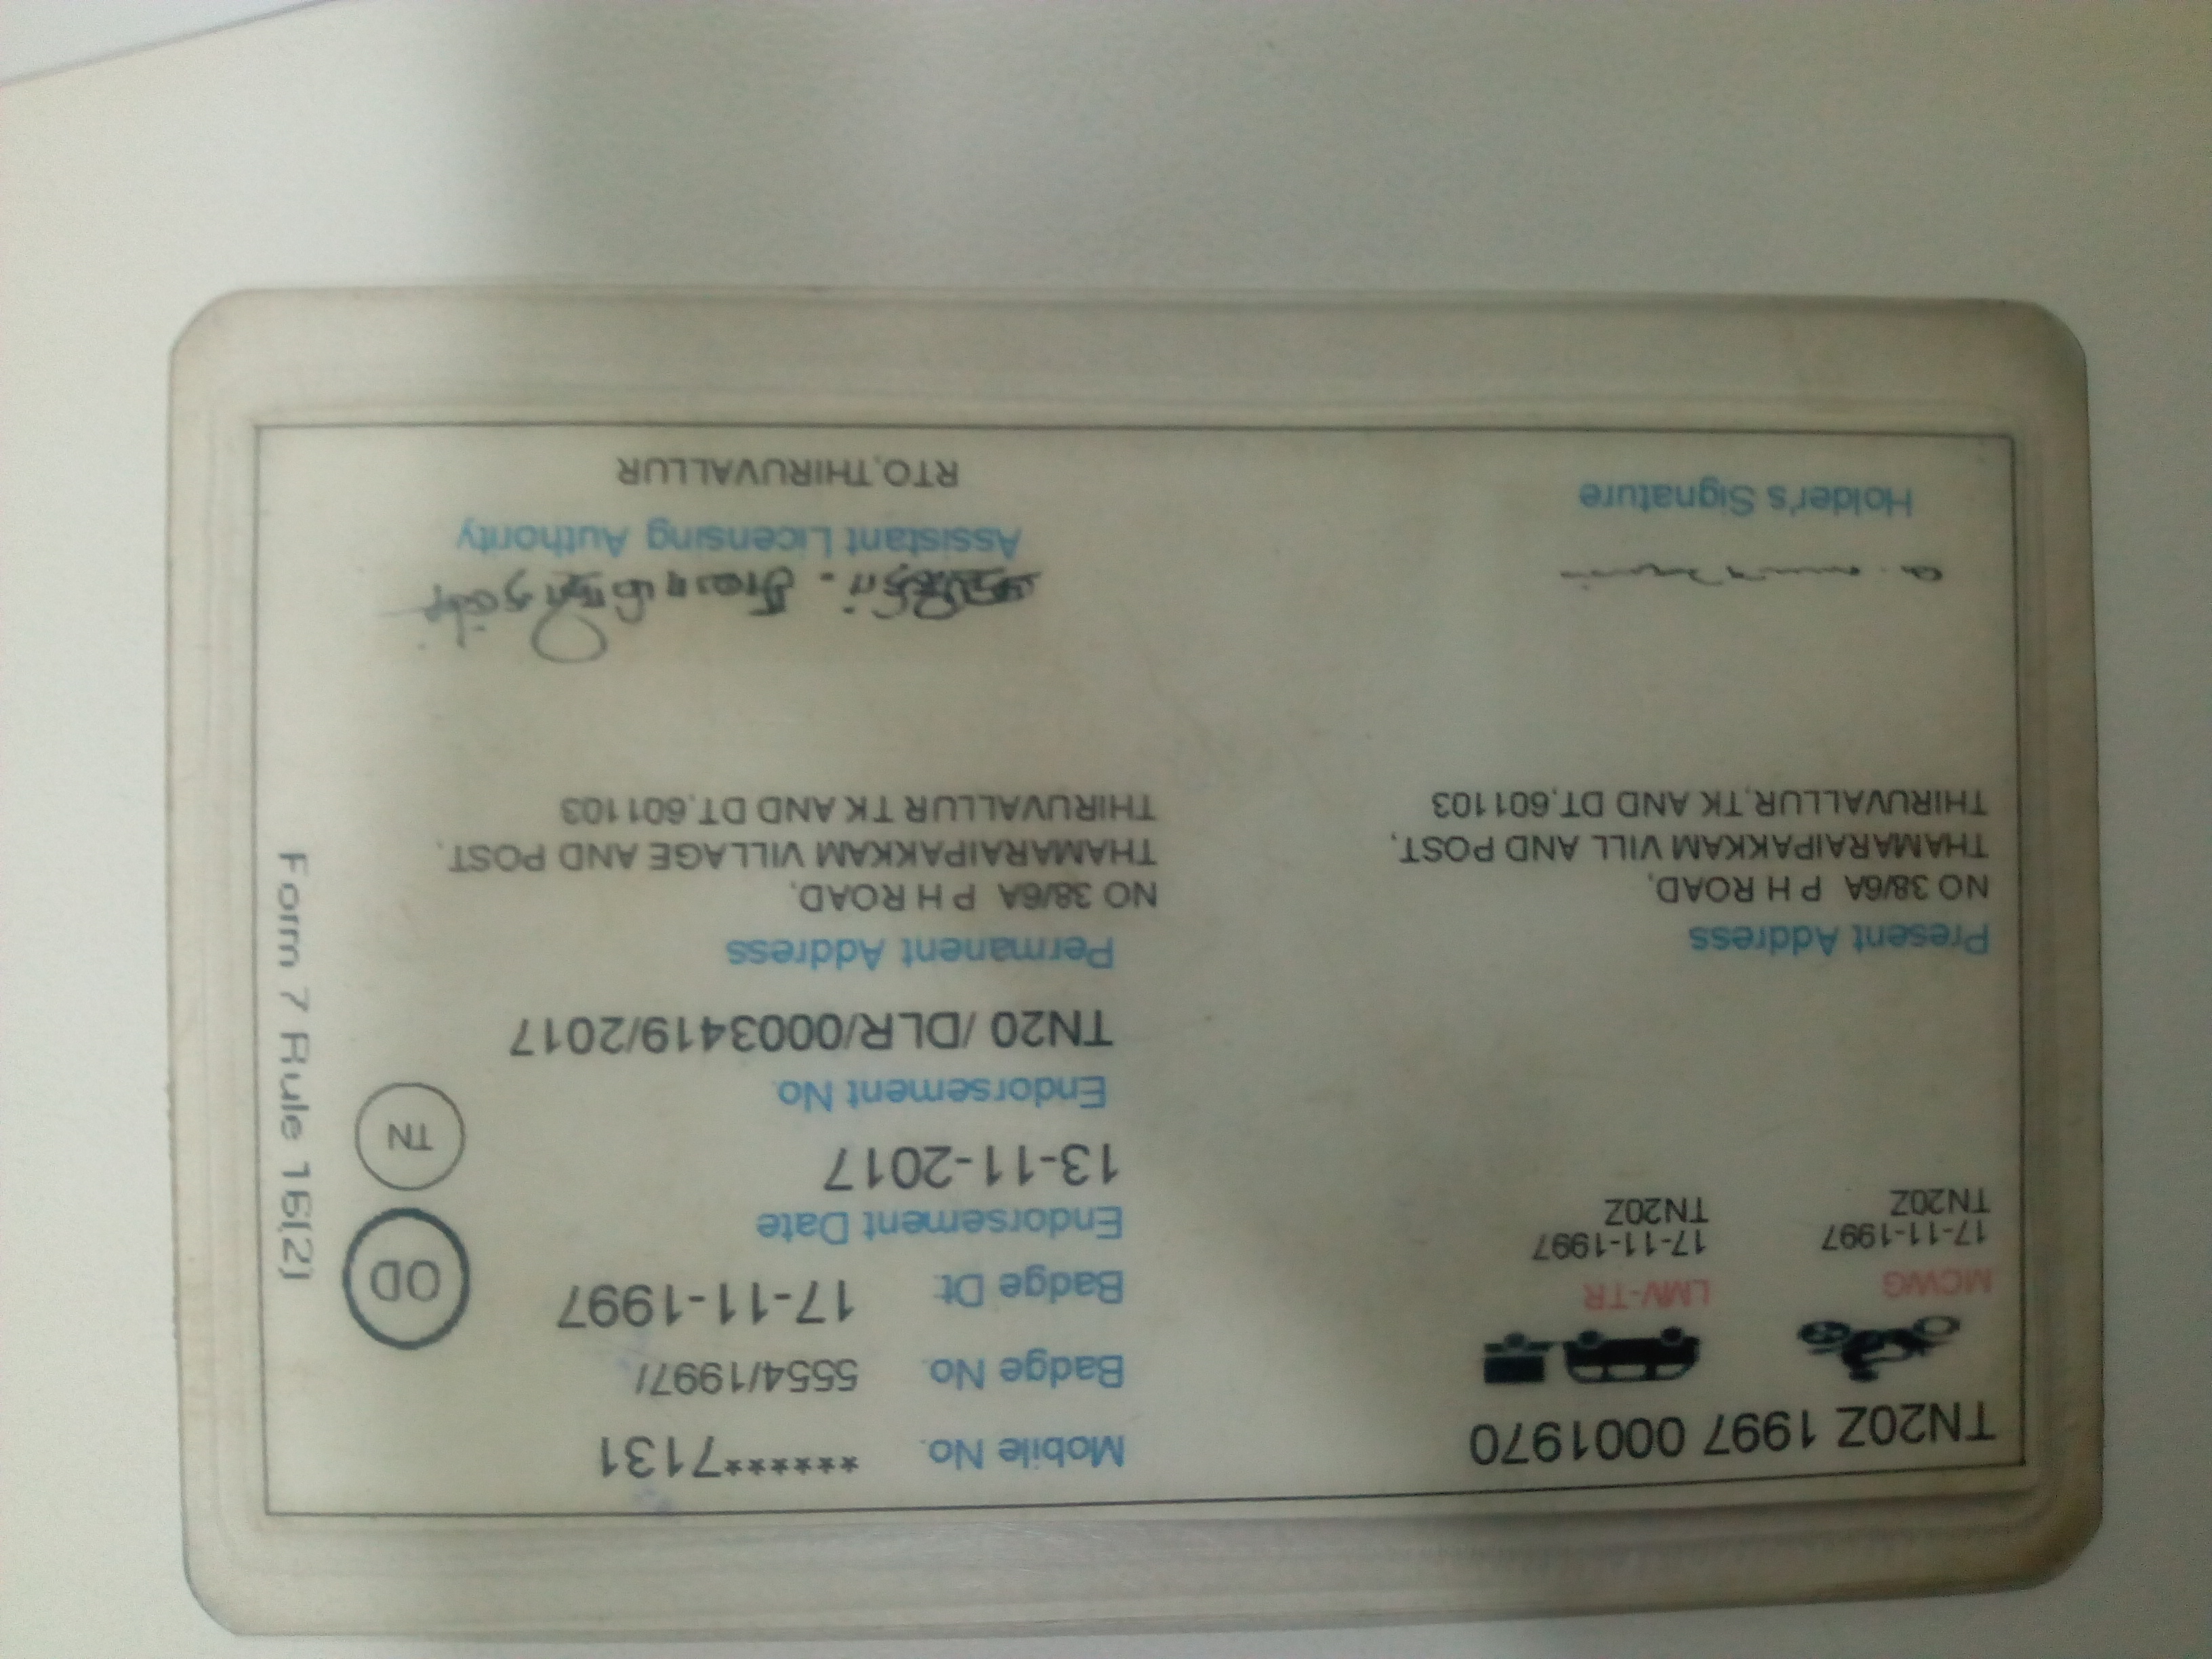 TN20Z 1997 0001970
MCWG
17-11-1997
TN20Z
LMV-TR
17-11-1997
TN20Z
Present Address
NO 38/6A P H ROAD,
THAMARAIPAKKAM VILL AND POST,
THIRUVALLUR,TK AND DT,601103
Holder's Signature
Mobile No. ******7131
Badge No. 5554/1997/
Badge Dt 17-11-1997
Endorsement Date
13-11-2017
Endorsement No.
TN20 /DLR/0003419/2017
Permanent Address
NO 38/6A P H ROAD,
THAMARAIPAKKAM VILLAGE AND POST,
THIRUVALLUR TK AND DT,601103
Assistant Licensing Authority
RTO,THIRUVALLUR
OD
TN
Form 7 Rule 16(2)